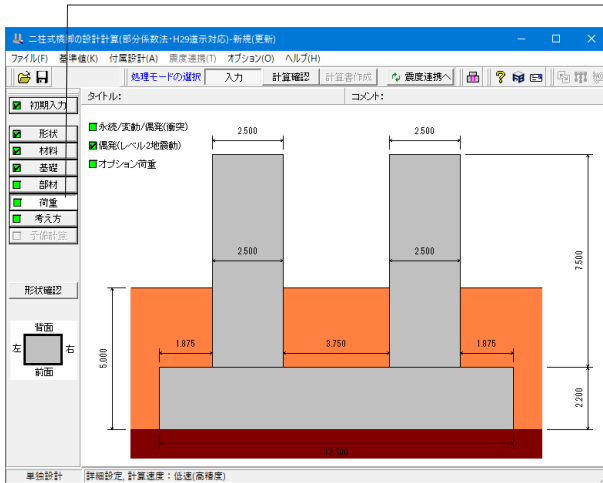 二柱式橋脚の設計計算(部分係数法・H29道示対応)-新規(更新)
ファイル(F) 基準値(K) 付属設計(A) 震度連携(T) オプション(O) ヘルプ(H)
処理モードの選択 入力 計算確認 計算書作成 震度連携へ
初期入力 タイトル: コメント:
形状
材料
基礎
部材
荷重
考え方
予備計算
形状確認
背面
左 右
前面
永続/変動/偶発(衝突)
偶発(レベル2地震動)
オプション荷重
2.500 2.500
2.500 2.500
7.500
1.875 3.750 1.875
5.000
2.200
単独設計 詳細設定, 計算速度:低速(高精度)